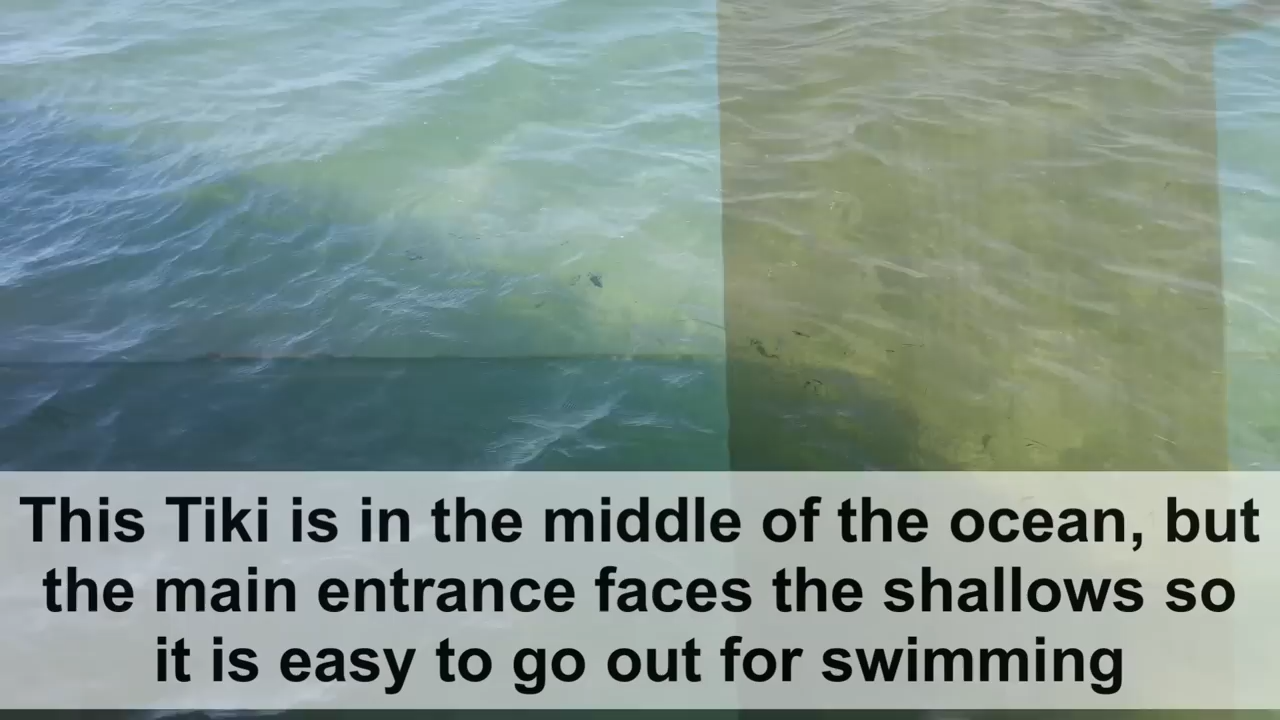 This Tiki is in the middle of the ocean, but
the main entrance faces the shallows so
it is easy to go out for swimming